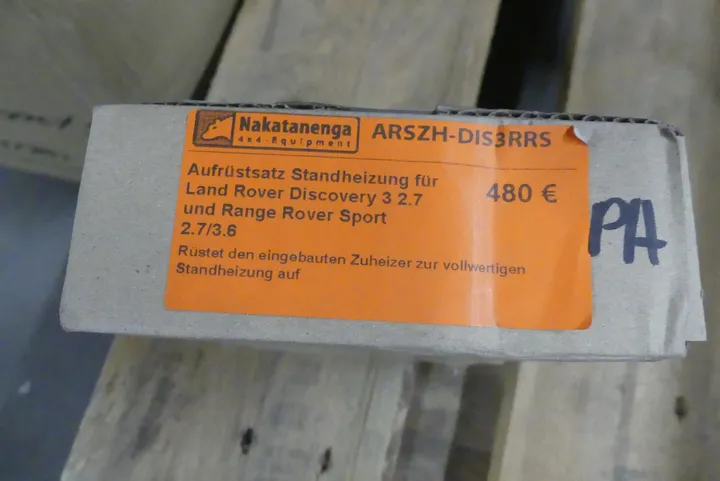 Nakatanenga
4x4-Equipment
ARSZH-DIS3RRS
Aufrüstsatz Standheizung für
Land Rover Discovery 3 2.7
und Range Rover Sport
2.7/3.6
480 €
Rüstet den eingebauten Zuheizer zur vollwertigen
Standheizung auf
PA